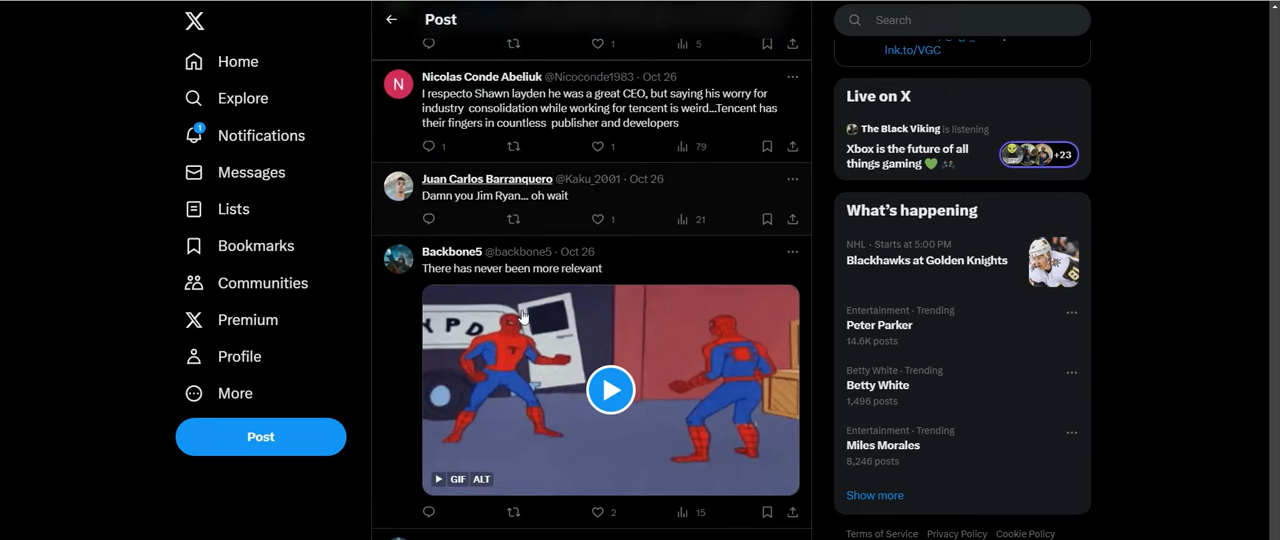 Home
Explore
1
Notifications
Messages
Lists
Bookmarks
Communities
Premium
Profile
More
Post
Post
1
5
N
Nicolas Conde Abeliuk @Nicoconde1983 · Oct 26
I respecto Shawn layden he was a great CEO, but saying his worry for
industry consolidation while working for tencent is weird...Tencent has
their fingers in countless publisher and developers
1
1
79
Juan Carlos Barranquero @Kaku_2001 · Oct 26
Damn you Jim Ryan... oh wait
1
21
Backbone5 @backbone5 · Oct 26
There has never been more relevant
YPD
GIF ALT
2
15
Search
lnk.to/VGC
Live on X
The Black Viking is listening
Xbox is the future of all
things gaming 💚
+23
What's happening
NHL · Starts at 5:00 PM
Blackhawks at Golden Knights
Entertainment · Trending
Peter Parker
14.6K posts
Betty White · Trending
Betty White
1,496 posts
Entertainment · Trending
Miles Morales
8,246 posts
Show more
Terms of Service Privacy Policy Cookie Policy